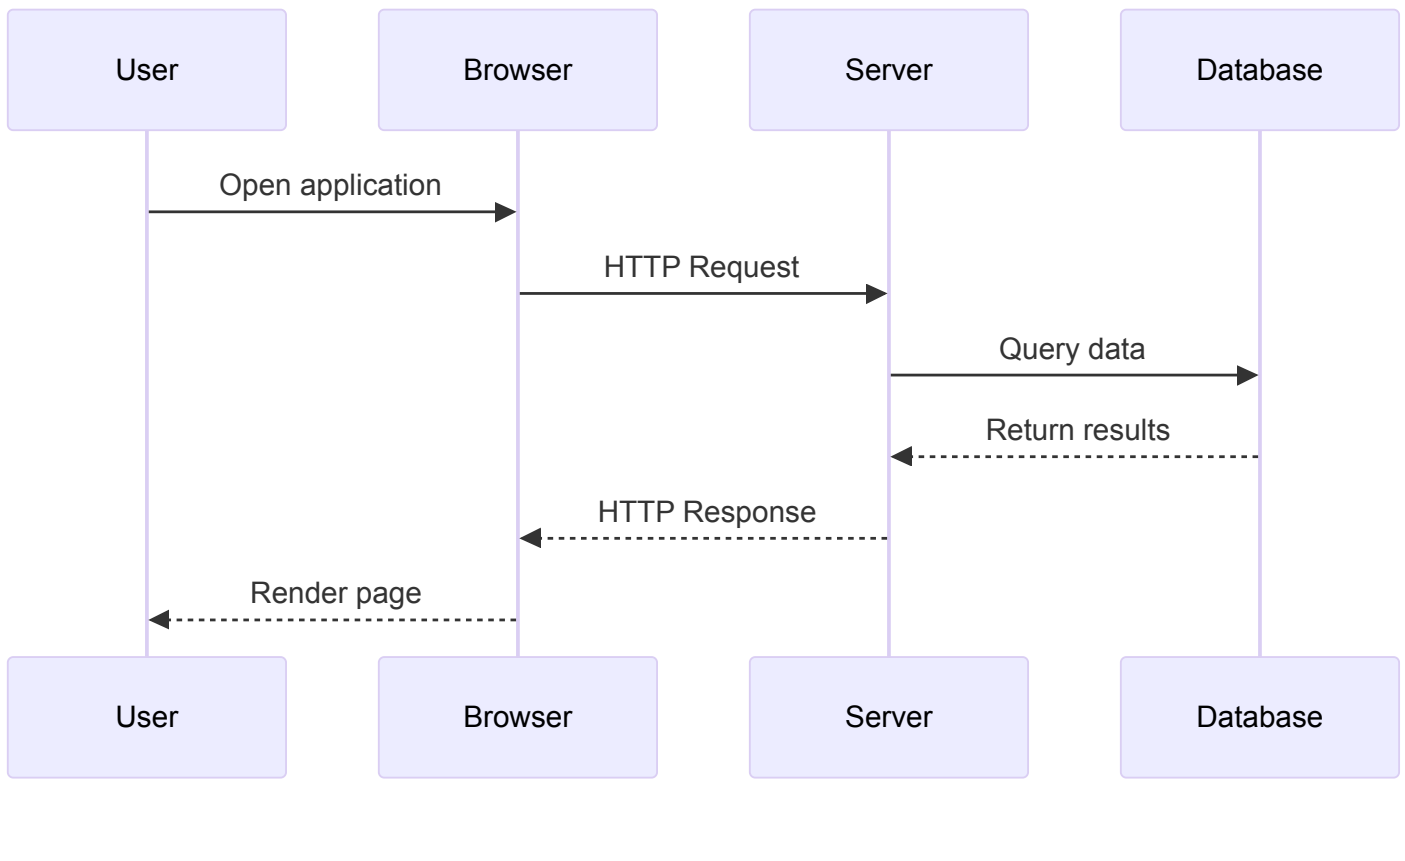 User
Browser
Server
Database
Open application
HTTP Request
Query data
Return results
HTTP Response
Render page
User
Browser
Server
Database